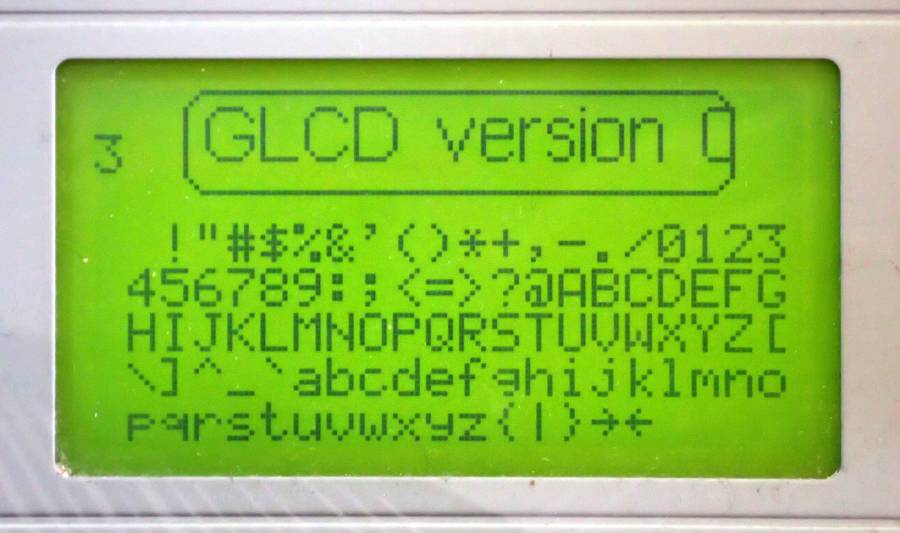 GLCD version g
3
 !"#$%&'()*+,-./0123
456789:;<=>?@ABCDEFG
HIJKLMNOPQRSTUVWXYZ[
\]^_`abcdefghijklmno
pqrstuvwxyz{|}→←